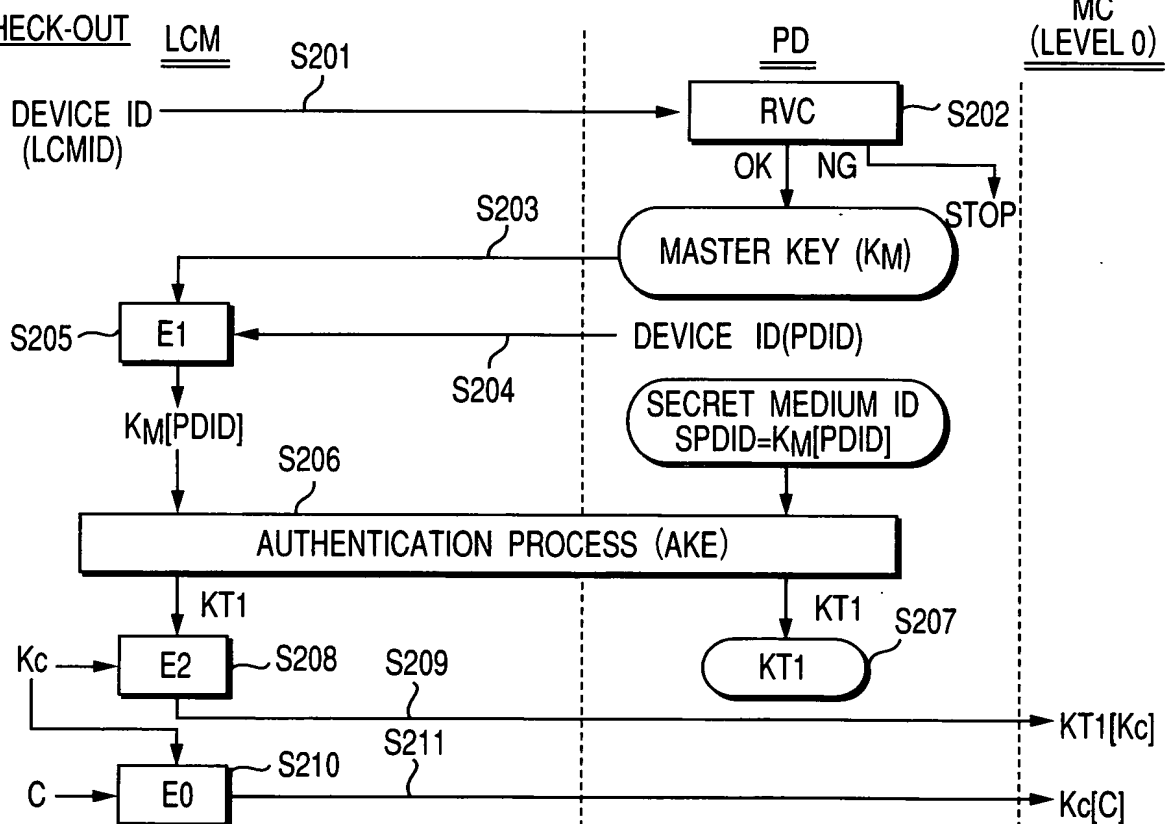 HECK-OUT
LCM
PD
MC
(LEVEL 0)
S201
DEVICE ID
(LCMID)
RVC
S202
OK
NG
STOP
S203
MASTER KEY (KM)
S205
E1
DEVICE ID(PDID)
S204
KM[PDID]
SECRET MEDIUM ID
SPDID=KM[PDID]
S206
AUTHENTICATION PROCESS (AKE)
KT1
KT1
S207
Kc
E2
S208
S209
KT1
KT1[Kc]
S211
S210
C
E0
Kc[C]